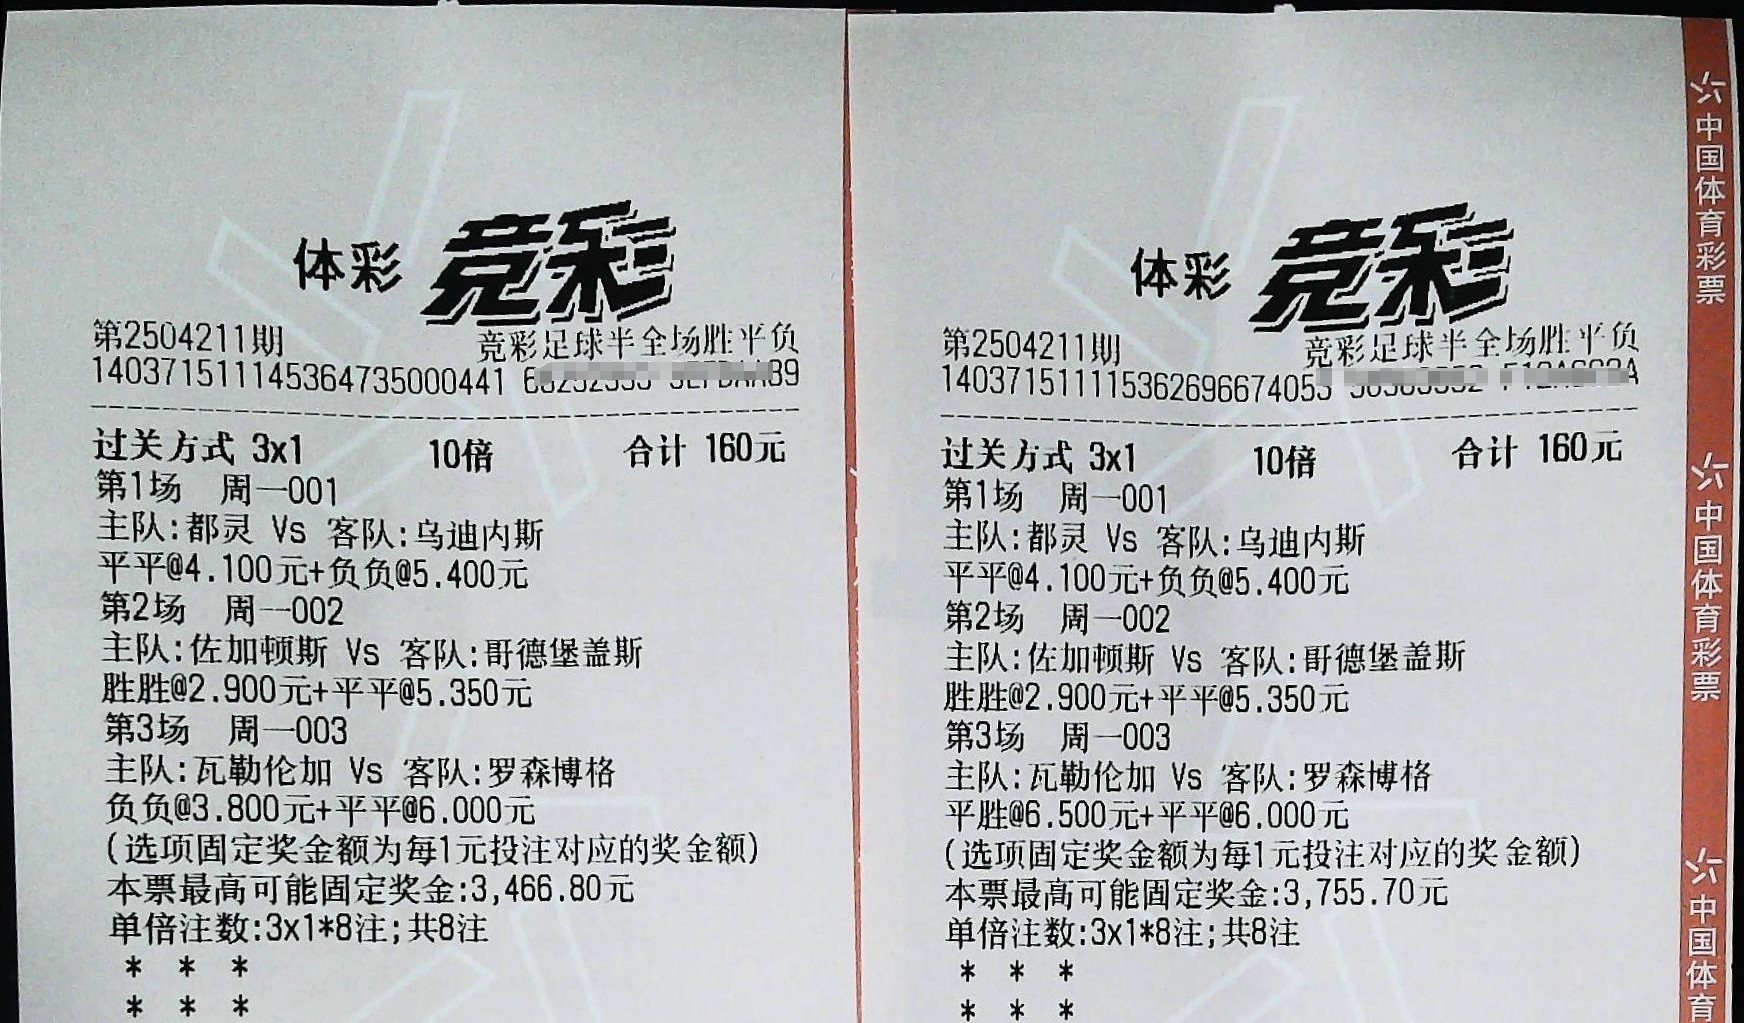 体彩 竞彩
第2504211期 竞彩足球半全场胜平负
140371511145364735000441
过关方式 3x1 10倍 合计 160元
第1场 周一001
主队:都灵 Vs 客队:乌迪内斯
平平@4.100元+负负@5.400元
第2场 周一002
主队:佐加顿斯 Vs 客队:哥德堡盖斯
胜胜@2.900元+平平@5.350元
第3场 周一003
主队:瓦勒伦加 Vs 客队:罗森博格
负负@3.800元+平平@6.000元
(选项固定奖金额为每1元投注对应的奖金额)
本票最高可能固定奖金:3,466.80元
单倍注数:3x1*8注;共8注
* * *
* * *
体彩 竞彩
第2504211期 竞彩足球半全场胜平负
过关方式 3x1 10倍 合计 160元
第1场 周一001
主队:都灵 Vs 客队:乌迪内斯
平平@4.100元+负负@5.400元
第2场 周一002
主队:佐加顿斯 Vs 客队:哥德堡盖斯
胜胜@2.900元+平平@5.350元
第3场 周一003
主队:瓦勒伦加 Vs 客队:罗森博格
平胜@6.500元+平平@6.000元
(选项固定奖金额为每1元投注对应的奖金额)
本票最高可能固定奖金:3,755.70元
单倍注数:3x1*8注;共8注
* * *
* * *
中国体育彩票
中国体育彩票
中国体育